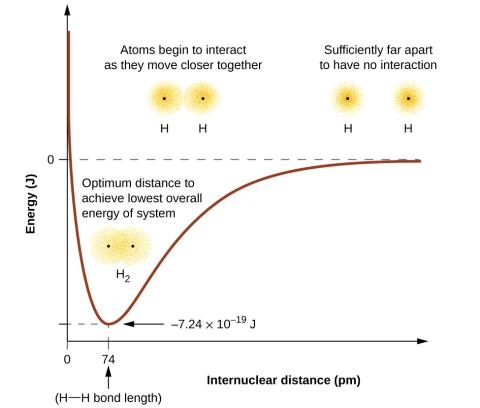 Atoms begin to interact
as they move closer together
Sufficiently far apart
to have no interaction
H H
H H
0
Optimum distance to
achieve lowest overall
energy of system
H₂
Energy (J)
–7.24 × 10⁻¹⁹ J
0 74
Internuclear distance (pm)
(H—H bond length)